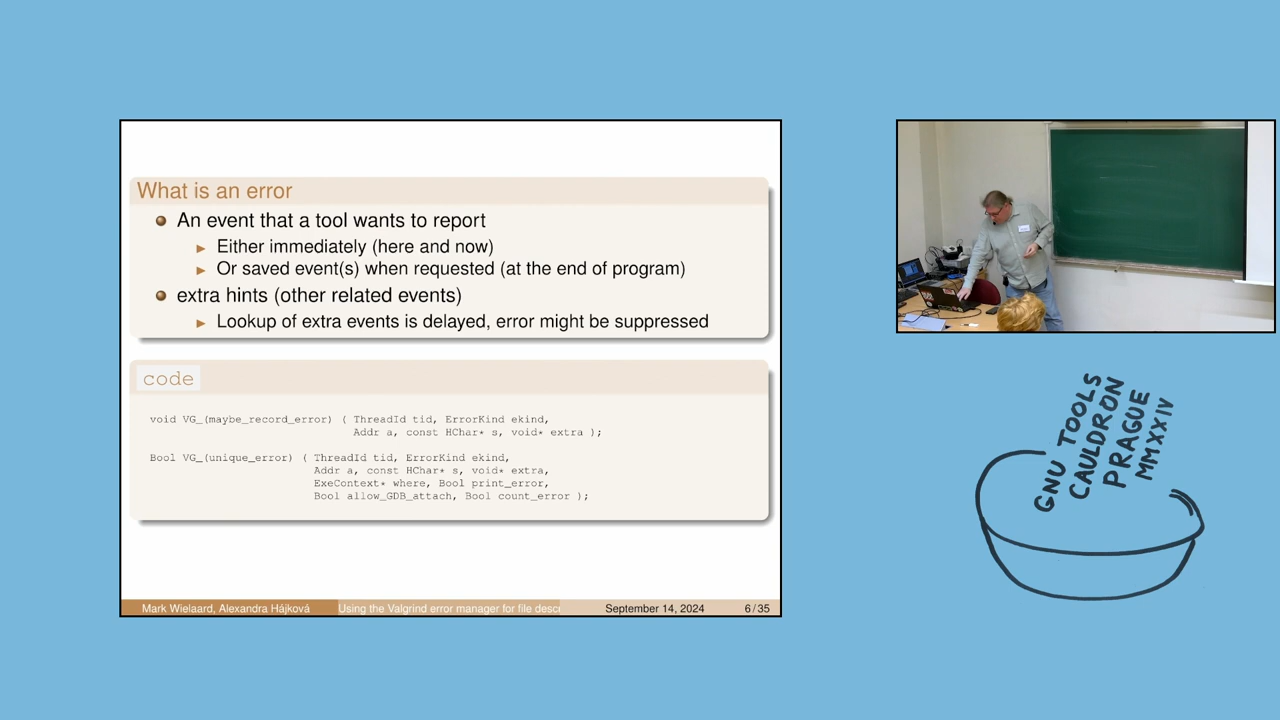 What is an error
An event that a tool wants to report
Either immediately (here and now)
Or saved event(s) when requested (at the end of program)
extra hints (other related events)
Lookup of extra events is delayed, error might be suppressed
code
void VG_(maybe_record_error) ( ThreadId tid, ErrorKind ekind,
Addr a, const HChar* s, void* extra );
Bool VG_(unique_error) ( ThreadId tid, ErrorKind ekind,
Addr a, const HChar* s, void* extra,
ExeContext* where, Bool print_error,
Bool allow_GDB_attach, Bool count_error );
Mark Wielaard, Alexandra Hájková
Using the Valgrind error manager for file desc
September 14, 2024
6 / 35
GNU TOOLS
CAULDRON
PRAGUE
MMXXIV